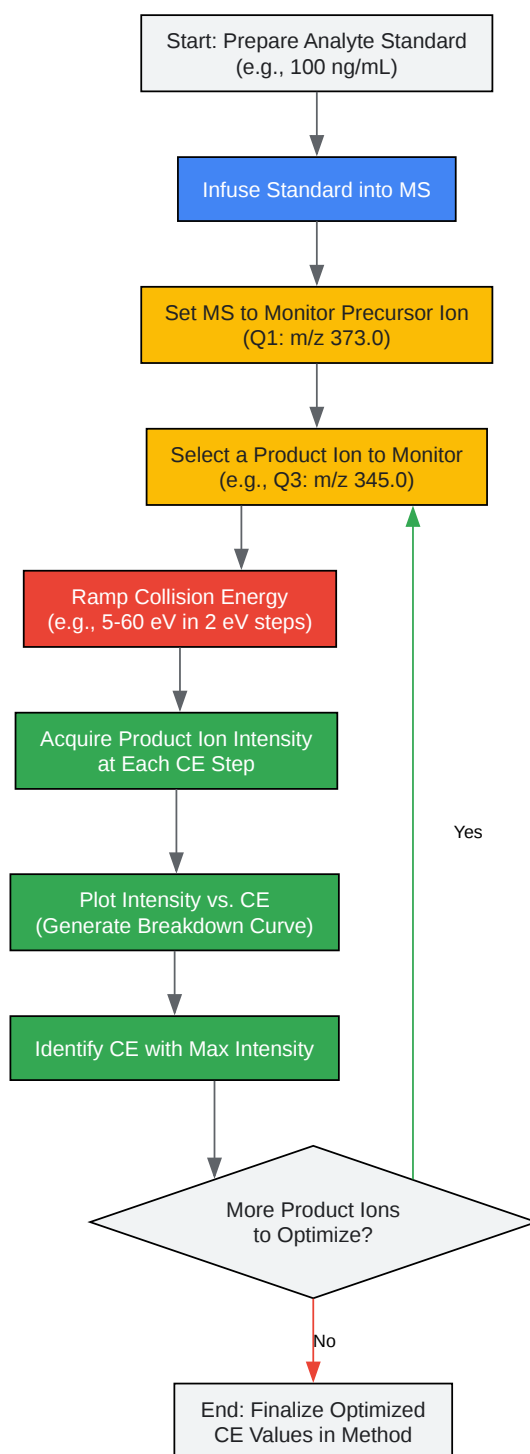 Start: Prepare Analyte Standard
(e.g., 100 ng/mL)
Infuse Standard into MS
Set MS to Monitor Precursor Ion
(Q1: m/z 373.0)
Select a Product Ion to Monitor
(e.g., Q3: m/z 345.0)
Ramp Collision Energy
(e.g., 5-60 eV in 2 eV steps)
Acquire Product Ion Intensity
at Each CE Step
Yes
Plot Intensity vs. CE
(Generate Breakdown Curve)
Identify CE with Max Intensity
More Product Ions
to Optimize?
No
End: Finalize Optimized
CE Values in Method